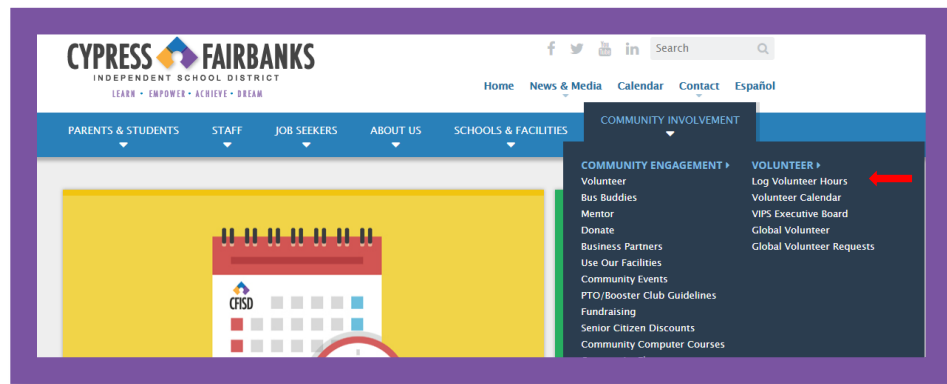 CYPRESS FAIRBANKS
INDEPENDENT SCHOOL DISTRICT
LEARN • EMPOWER • ACHIEVE • DREAM
f You Tube in Search
Home News & Media Calendar Contact Español
PARENTS & STUDENTS STAFF JOB SEEKERS ABOUT US SCHOOLS & FACILITIES COMMUNITY INVOLVEMENT
COMMUNITY ENGAGEMENT
Volunteer
Bus Buddies
Mentor
Donate
Business Partners
Use Our Facilities
Community Events
PTO/Booster Club Guidelines
Fundraising
Senior Citizen Discounts
Community Computer Courses
VOLUNTEER
Log Volunteer Hours
Volunteer Calendar
VIPS Executive Board
Global Volunteer
Global Volunteer Requests
CFISD